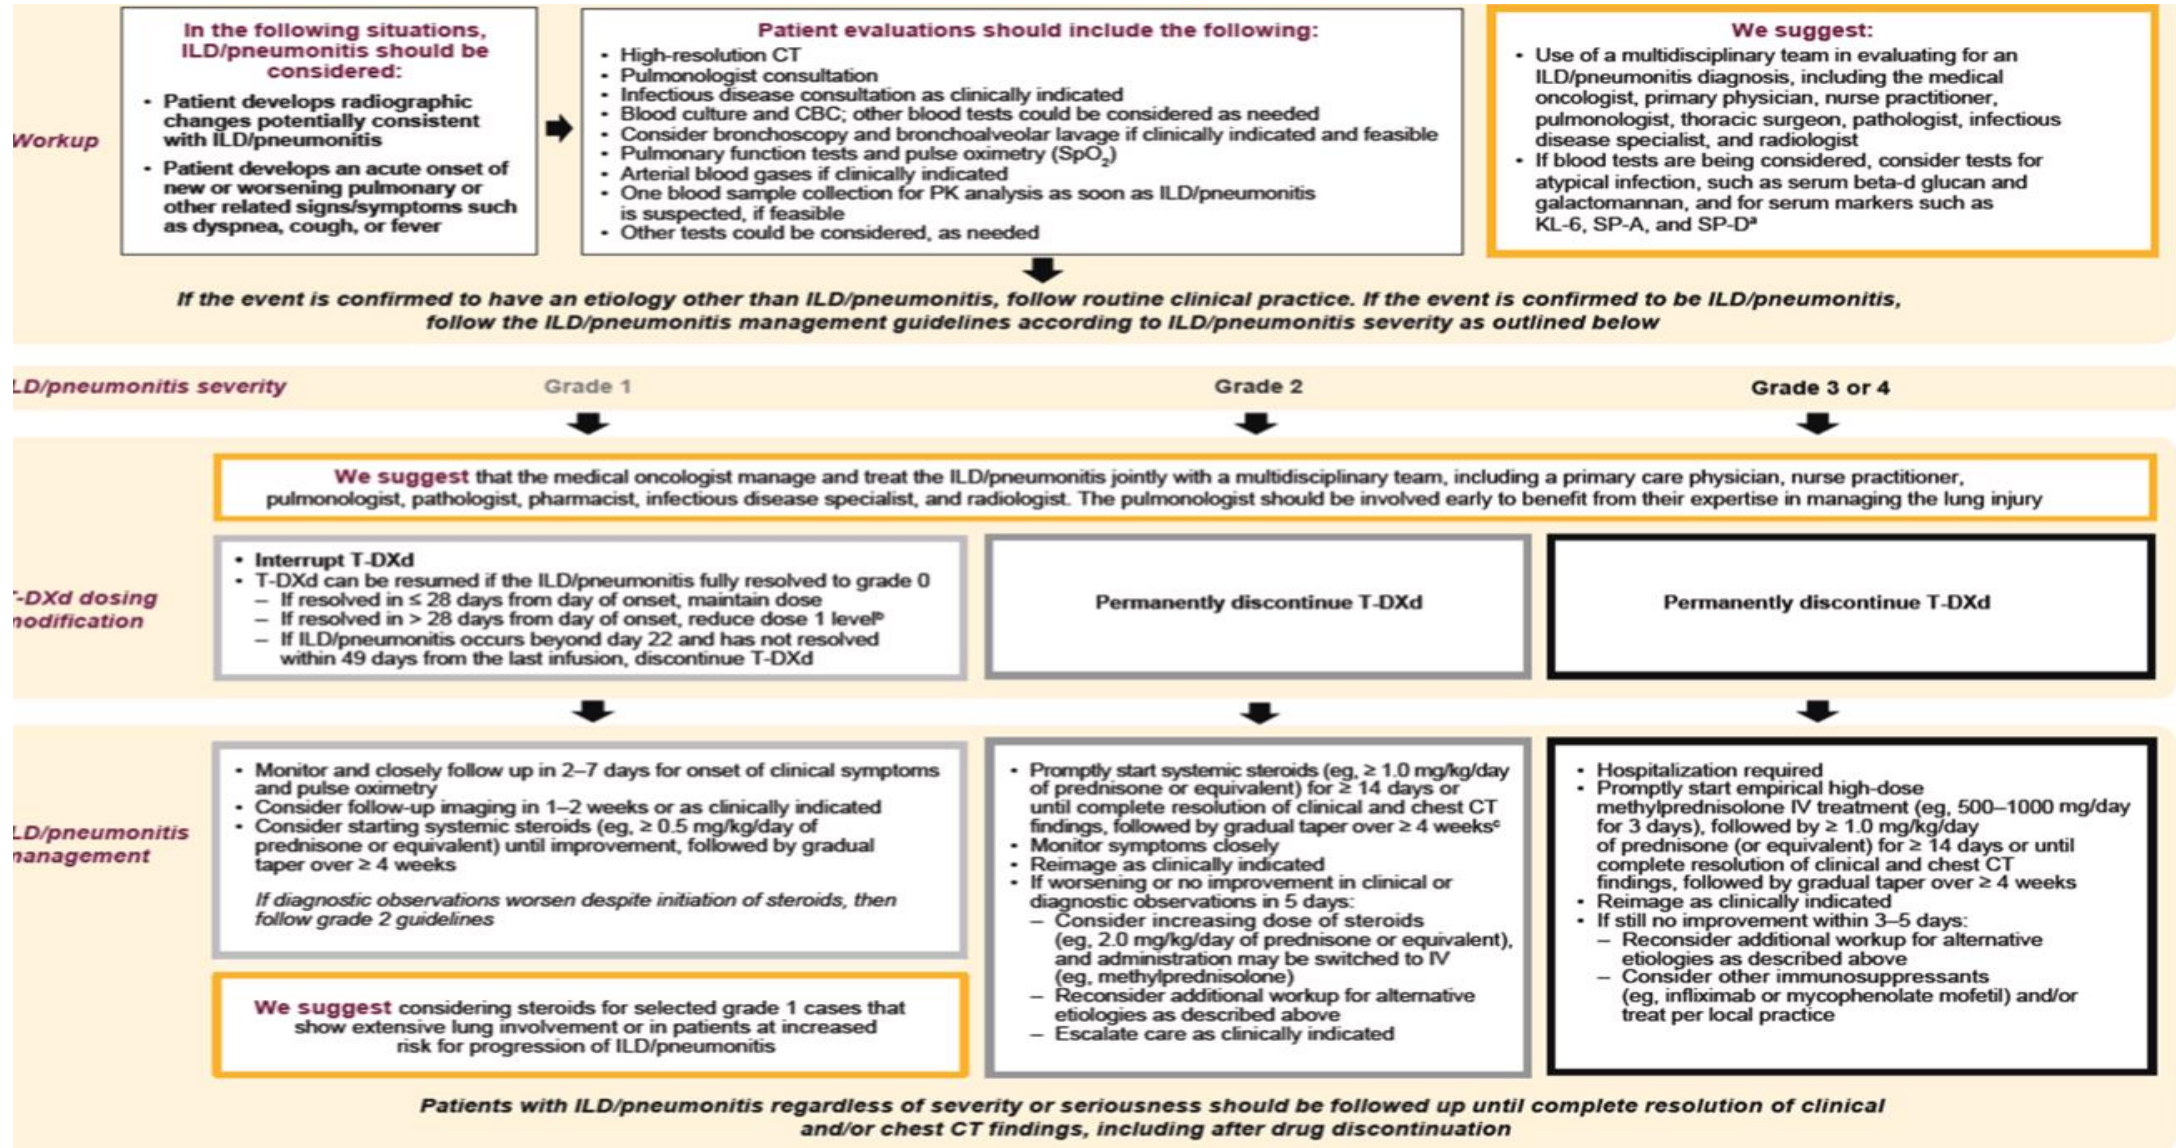 In the following situations,
ILD/pneumonitis should be
considered:
• Patient develops radiographic
changes potentially consistent
with ILD/pneumonitis
• Patient develops an acute onset of
new or worsening pulmonary or
other related signs/symptoms such
as dyspnea, cough, or fever
Workup
Patient evaluations should include the following:
• High-resolution CT
• Pulmonologist consultation
• Infectious disease consultation as clinically indicated
• Blood culture and CBC; other blood tests could be considered as needed
• Consider bronchoscopy and bronchoalveolar lavage if clinically indicated and feasible
• Pulmonary function tests and pulse oximetry (SpO₂)
• Arterial blood gases if clinically indicated
• One blood sample collection for PK analysis as soon as ILD/pneumonitis
is suspected, if feasible
• Other tests could be considered, as needed
We suggest:
• Use of a multidisciplinary team in evaluating for an
ILD/pneumonitis diagnosis, including the medical
oncologist, primary physician, nurse practitioner,
pulmonologist, thoracic surgeon, pathologist, infectious
disease specialist, and radiologist
• If blood tests are being considered, consider tests for
atypical infection, such as serum beta-d glucan and
galactomannan, and for serum markers such as
KL-6, SP-A, and SP-Dᵃ
If the event is confirmed to have an etiology other than ILD/pneumonitis, follow routine clinical practice. If the event is confirmed to be ILD/pneumonitis,
follow the ILD/pneumonitis management guidelines according to ILD/pneumonitis severity as outlined below
LD/pneumonitis severity
Grade 1
Grade 2
Grade 3 or 4
We suggest that the medical oncologist manage and treat the ILD/pneumonitis jointly with a multidisciplinary team, including a primary care physician, nurse practitioner,
pulmonologist, pathologist, pharmacist, infectious disease specialist, and radiologist. The pulmonologist should be involved early to benefit from their expertise in managing the lung injury
-DXd dosing
modification
• Interrupt T-DXd
• T-DXd can be resumed if the ILD/pneumonitis fully resolved to grade 0
– If resolved in ≤ 28 days from day of onset, maintain dose
– If resolved in > 28 days from day of onset, reduce dose 1 levelᵇ
– If ILD/pneumonitis occurs beyond day 22 and has not resolved
within 49 days from the last infusion, discontinue T-DXd
Permanently discontinue T-DXd
Permanently discontinue T-DXd
LD/pneumonitis
management
• Monitor and closely follow up in 2–7 days for onset of clinical symptoms
and pulse oximetry
• Consider follow-up imaging in 1–2 weeks or as clinically indicated
• Consider starting systemic steroids (eg, ≥ 0.5 mg/kg/day of
prednisone or equivalent) until improvement, followed by gradual
taper over ≥ 4 weeks
If diagnostic observations worsen despite initiation of steroids, then
follow grade 2 guidelines
We suggest considering steroids for selected grade 1 cases that
show extensive lung involvement or in patients at increased
risk for progression of ILD/pneumonitis
• Promptly start systemic steroids (eg, ≥ 1.0 mg/kg/day
of prednisone or equivalent) for ≥ 14 days or
until complete resolution of clinical and chest CT
findings, followed by gradual taper over ≥ 4 weeksᶜ
• Monitor symptoms closely
• Reimage as clinically indicated
• If worsening or no improvement in clinical or
diagnostic observations in 5 days:
– Consider increasing dose of steroids
(eg, 2.0 mg/kg/day of prednisone or equivalent),
and administration may be switched to IV
(eg, methylprednisolone)
– Reconsider additional workup for alternative
etiologies as described above
– Escalate care as clinically indicated
• Hospitalization required
• Promptly start empirical high-dose
methylprednisolone IV treatment (eg, 500–1000 mg/day
for 3 days), followed by ≥ 1.0 mg/kg/day
of prednisone (or equivalent) for ≥ 14 days or until
complete resolution of clinical and chest CT
findings, followed by gradual taper over ≥ 4 weeks
• Reimage as clinically indicated
• If still no improvement within 3–5 days:
– Reconsider additional workup for alternative
etiologies as described above
– Consider other immunosuppressants
(eg, infliximab or mycophenolate mofetil) and/or
treat per local practice
Patients with ILD/pneumonitis regardless of severity or seriousness should be followed up until complete resolution of clinical
and/or chest CT findings, including after drug discontinuation